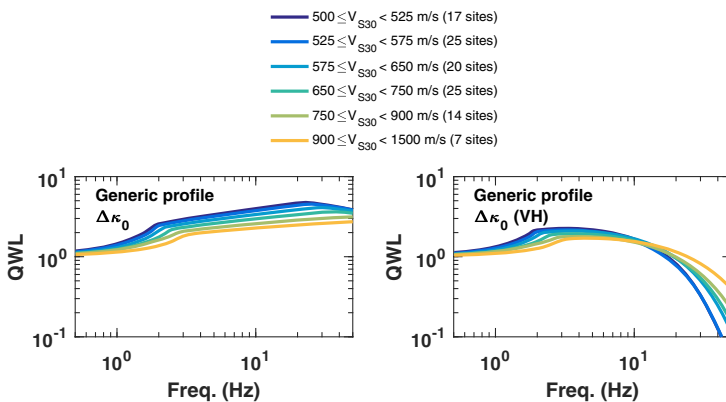 500 ≤V_S30 < 525 m/s (17 sites)
525 ≤V_S30 < 575 m/s (25 sites)
575 ≤V_S30 < 650 m/s (20 sites)
650 ≤V_S30 < 750 m/s (25 sites)
750 ≤V_S30 < 900 m/s (14 sites)
900 ≤V_S30 < 1500 m/s (7 sites)
Generic profile
Δκ_0
QWL
10^1
10^0
10^-1
10^0
10^1
Freq. (Hz)
Generic profile
Δκ_0 (VH)
QWL
10^1
10^0
10^-1
10^0
10^1
Freq. (Hz)